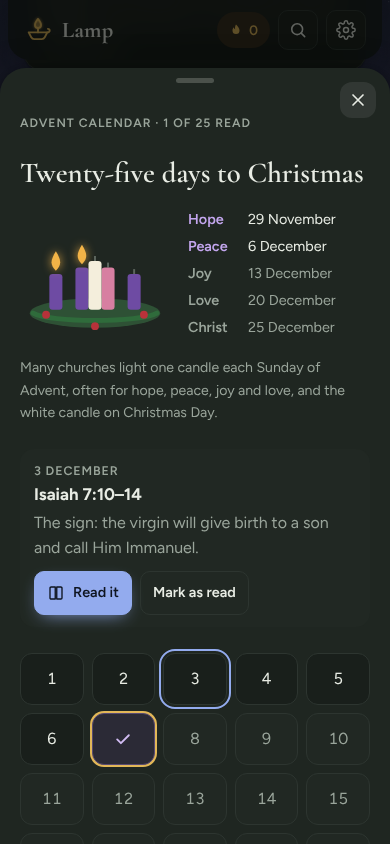 Lamp
0
ADVENT CALENDAR · 1 OF 25 READ
Twenty-five days to Christmas
Hope 29 November
Peace 6 December
Joy 13 December
Love 20 December
Christ 25 December
Many churches light one candle each Sunday of
Advent, often for hope, peace, joy and love, and the
white candle on Christmas Day.
3 DECEMBER
Isaiah 7:10–14
The sign: the virgin will give birth to a son
and call Him Immanuel.
Read it Mark as read
1 2 3 4 5
6 8 9 10
11 12 13 14 15